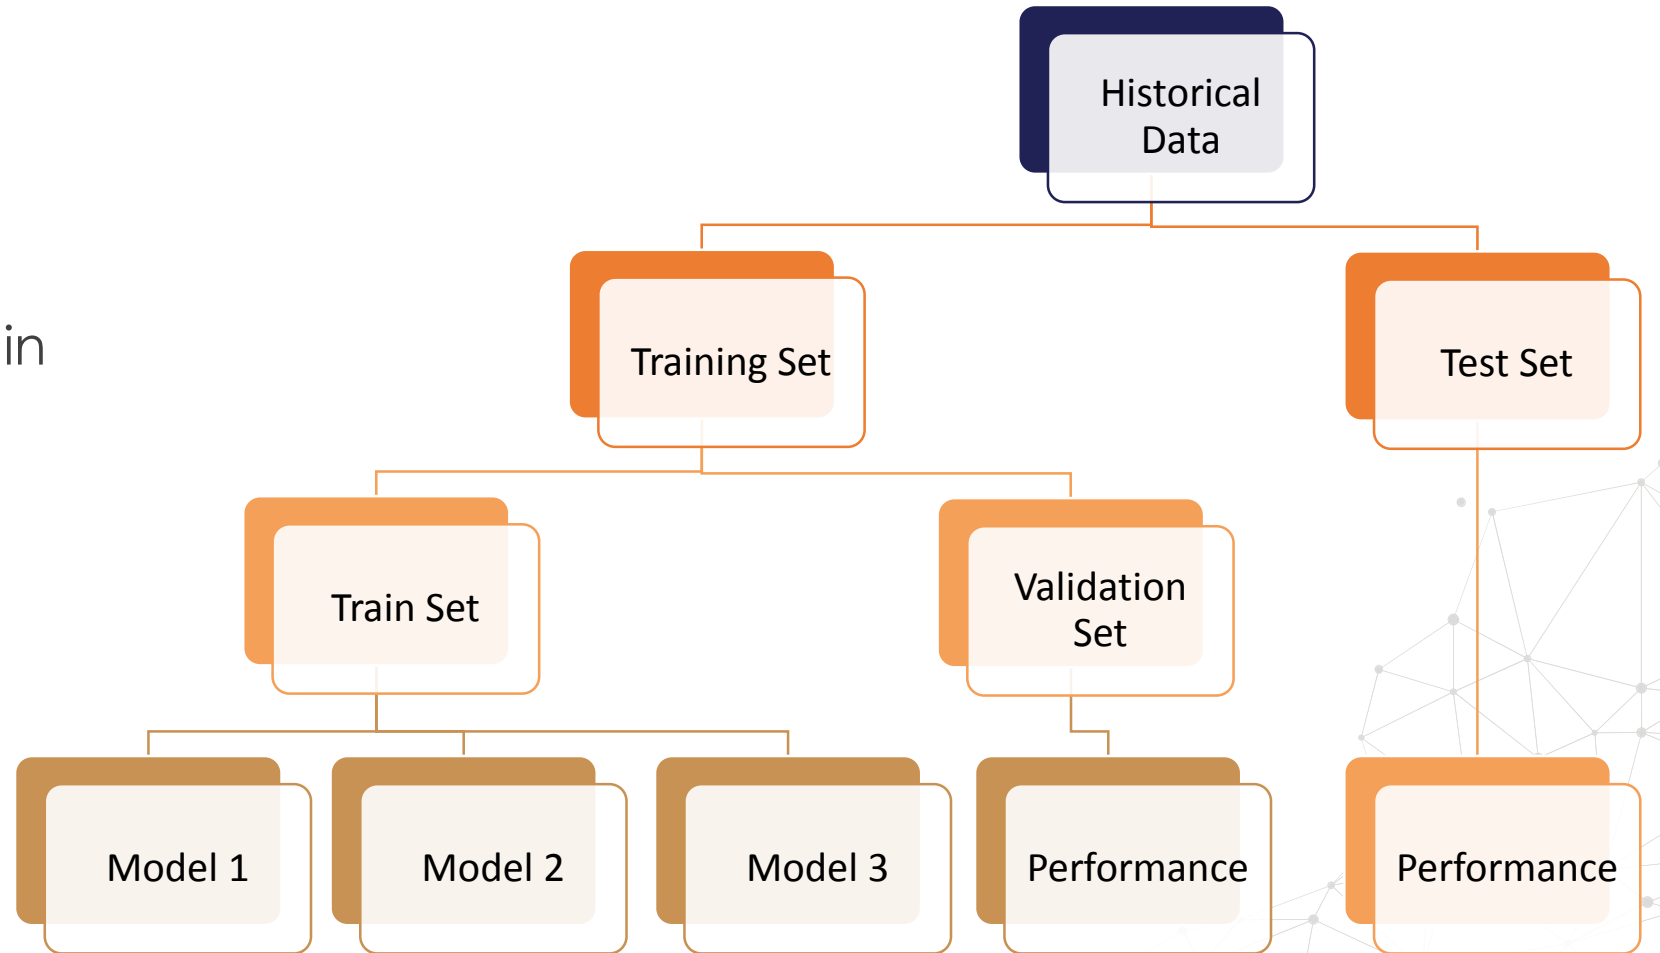 Historical
Data
in
Training Set
Test Set
Train Set
Validation
Set
Model 1
Model 2
Model 3
Performance
Performance